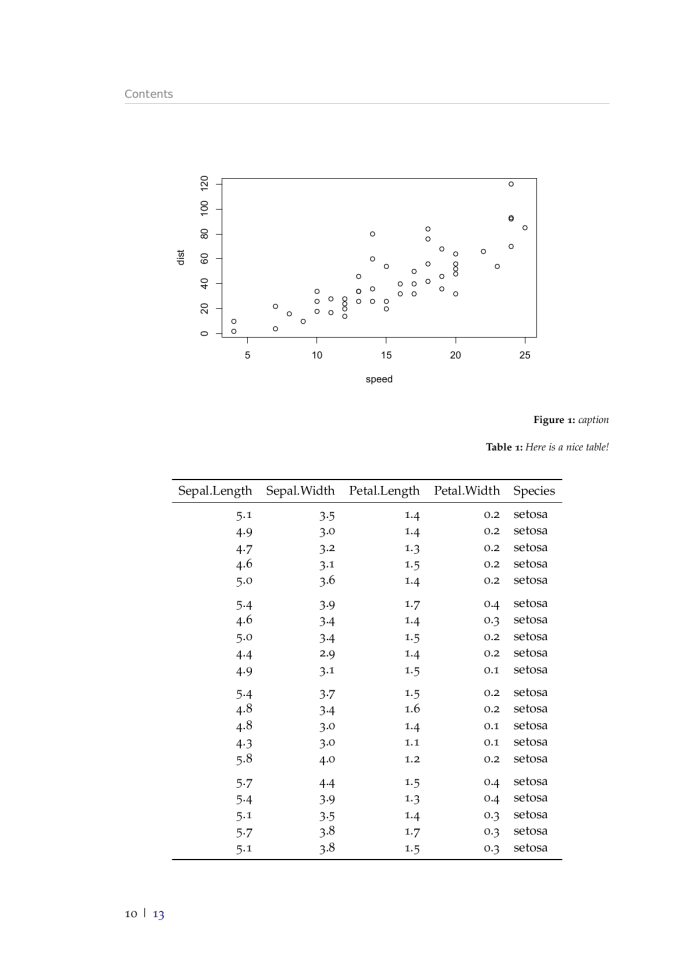 Contents
120
100
80
60
40
20
0
dist
5 10 15 20 25
speed
Figure 1: caption
Table 1: Here is a nice table!
Sepal.Length Sepal.Width Petal.Length Petal.Width Species
5.1 3.5 1.4 0.2 setosa
4.9 3.0 1.4 0.2 setosa
4.7 3.2 1.3 0.2 setosa
4.6 3.1 1.5 0.2 setosa
5.0 3.6 1.4 0.2 setosa
5.4 3.9 1.7 0.4 setosa
4.6 3.4 1.4 0.3 setosa
5.0 3.4 1.5 0.2 setosa
4.4 2.9 1.4 0.2 setosa
4.9 3.1 1.5 0.1 setosa
5.4 3.7 1.5 0.2 setosa
4.8 3.4 1.6 0.2 setosa
4.8 3.0 1.4 0.1 setosa
4.3 3.0 1.1 0.1 setosa
5.8 4.0 1.2 0.2 setosa
5.7 4.4 1.5 0.4 setosa
5.4 3.9 1.3 0.4 setosa
5.1 3.5 1.4 0.3 setosa
5.7 3.8 1.7 0.3 setosa
5.1 3.8 1.5 0.3 setosa
10 | 13